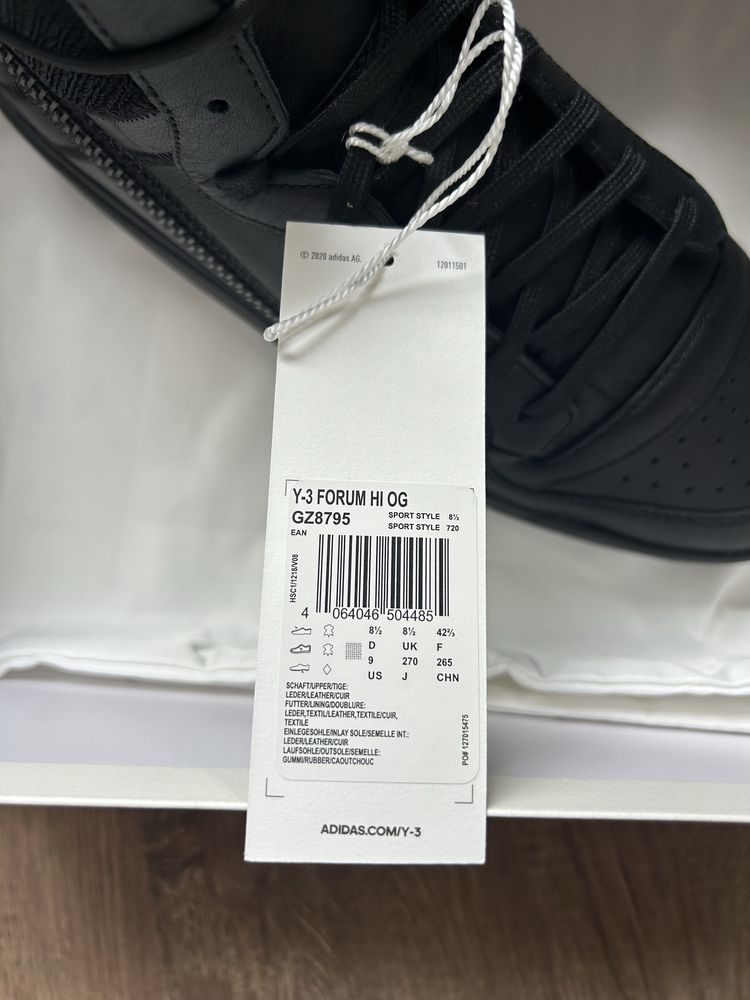 © 2020 adidas AG.
12011501
Y-3 FORUM HI OG
GZ8795
SPORT STYLE 8½
SPORT STYLE 720
EAN
HSC1/1218/V08
4 064046 504485
8½ 8½ 42⅔
D UK F
9 270 265
US J CHN
SCHAFT/UPPER/TIGE:
LEDER/LEATHER/CUIR
FUTTER/LINING/DOUBLURE:
LEDER,TEXTIL/LEATHER,TEXTILE/CUIR,
TEXTILE
EINLEGESOHLE/INLAY SOLE/SEMELLE INT.:
LEDER/LEATHER/CUIR
LAUFSOHLE/OUTSOLE/SEMELLE:
GUMMI/RUBBER/CAOUTCHOUC
PO# 127015475
ADIDAS.COM/Y-3